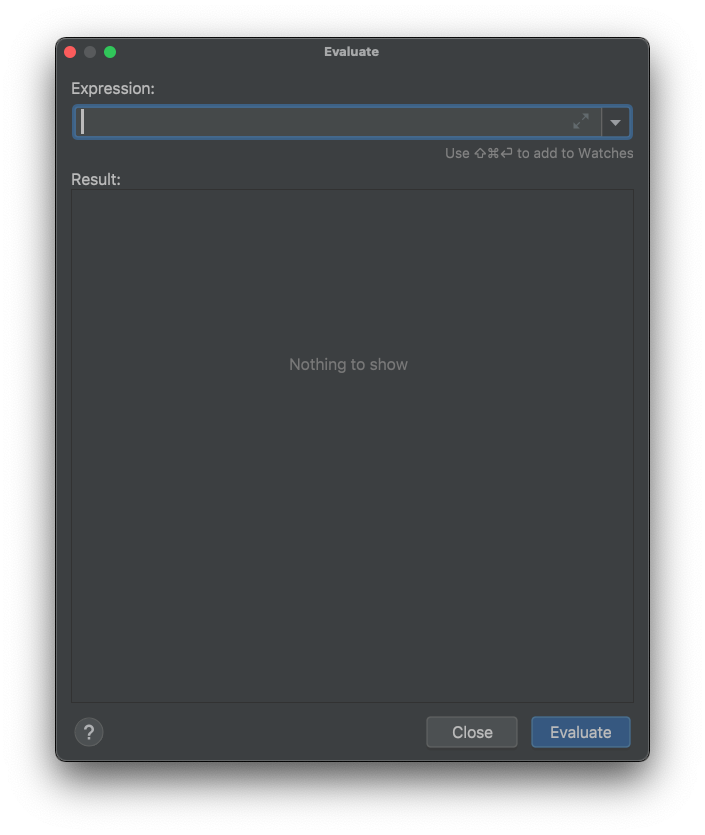 Evaluate
Expression:
Use ⇧⌘⏎ to add to Watches
Result:
Nothing to show
? Close Evaluate